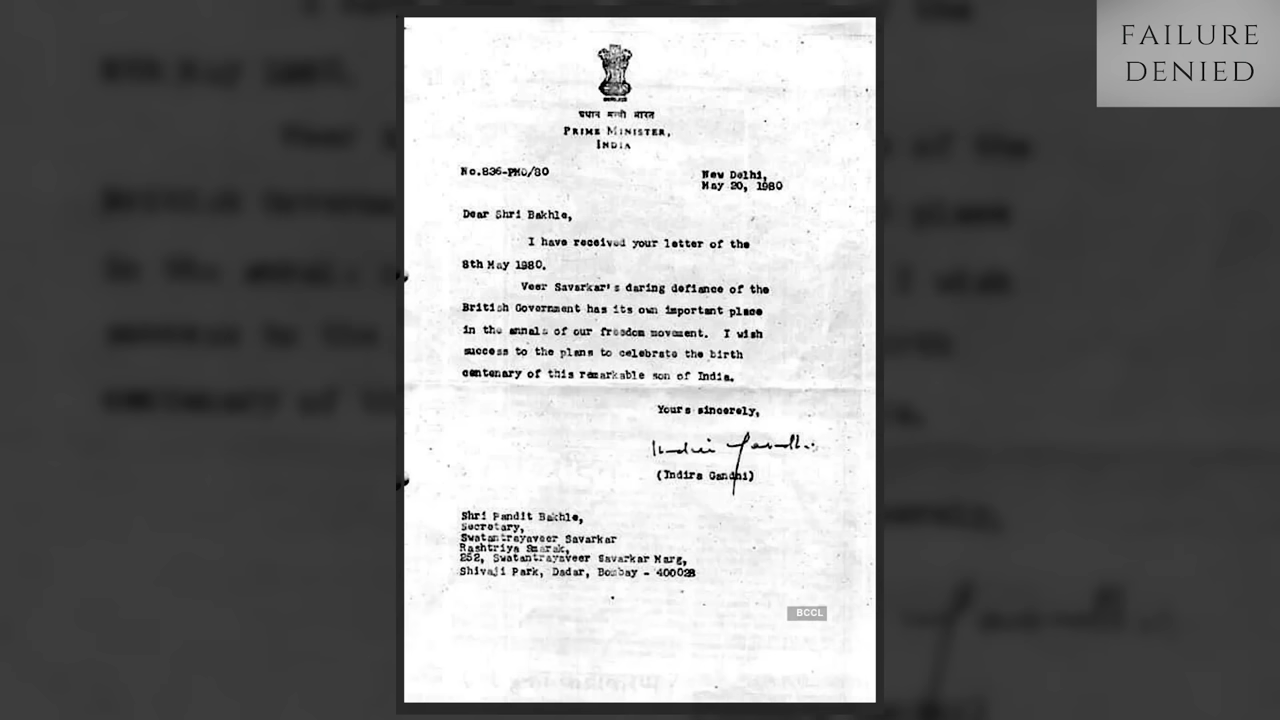 FAILURE
DENIED
प्रधान मन्त्री भारत
PRIME MINISTER,
INDIA
No.836-PMO/80
New Delhi,
May 20, 1980
Dear Shri Bakhle,
I have received your letter of the
8th May 1980.
Veer Savarkar's daring defiance of the
British Government has its own important place
in the annals of our freedom movement. I wish
success to the plans to celebrate the birth
centenary of this remarkable son of India.
Yours sincerely,
Indira Gandhi
(Indira Gandhi)
Shri Pandit Bakhle,
Secretary,
Swatantrayaveer Savarkar
Rashtriya Smarak,
252, Swatantrayaveer Savarkar Marg,
Shivaji Park, Dadar, Bombay - 400028
BCCL